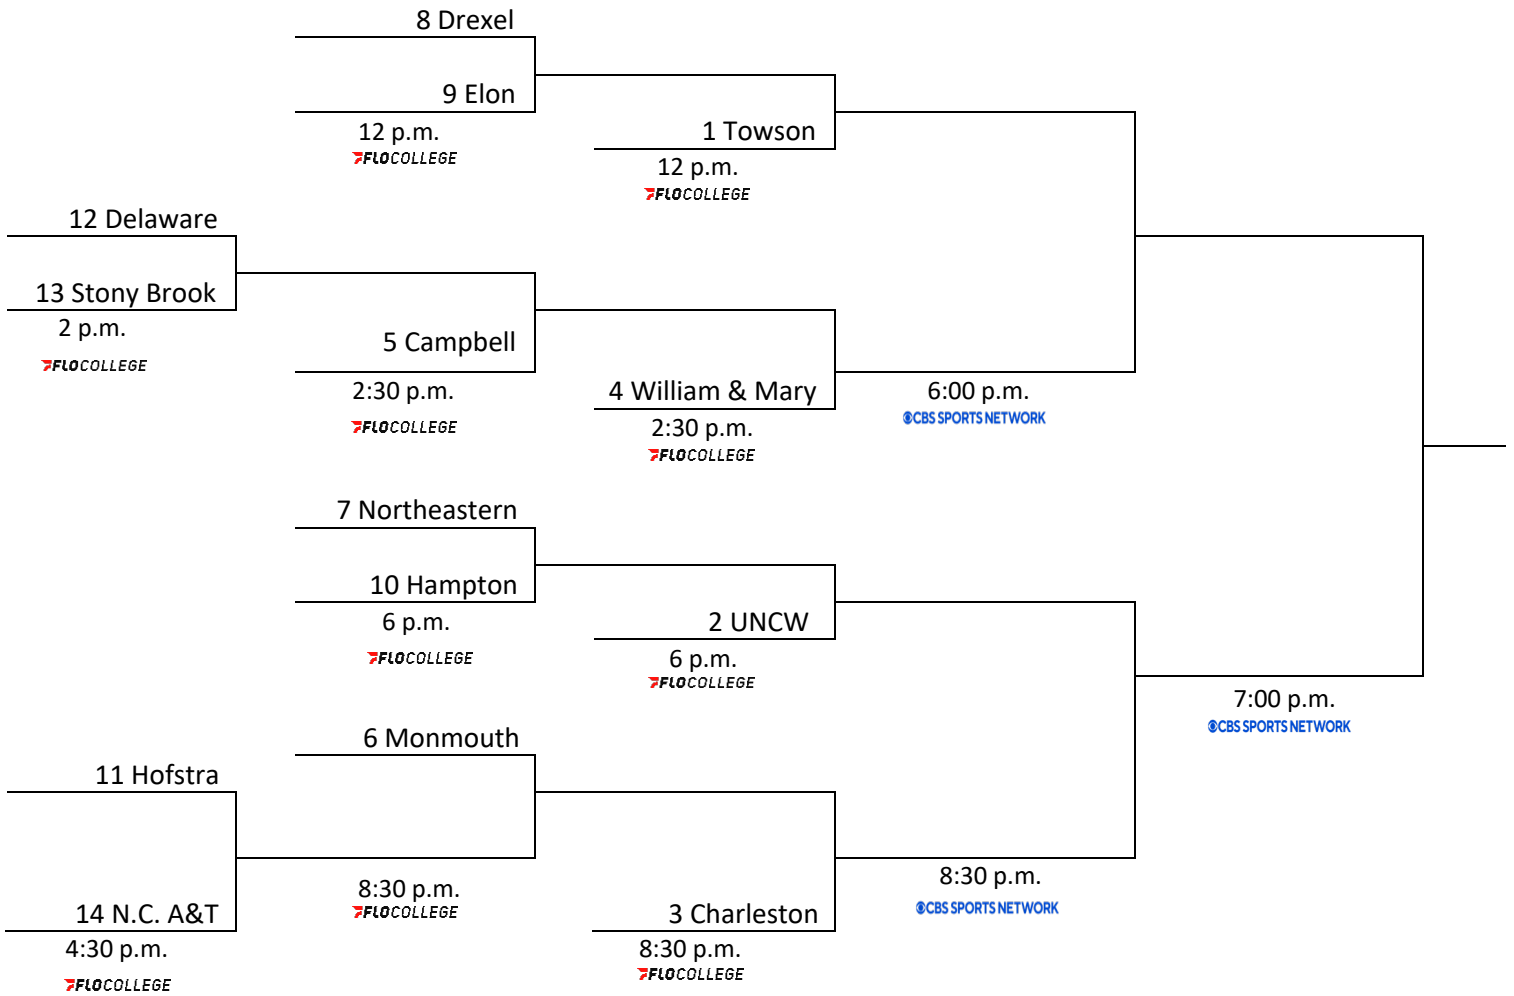 8 Drexel
9 Elon
12 p.m.
FLOCOLLEGE
1 Towson
12 p.m.
FLOCOLLEGE
12 Delaware
13 Stony Brook
2 p.m.
FLOCOLLEGE
5 Campbell
2:30 p.m.
FLOCOLLEGE
4 William & Mary
2:30 p.m.
FLOCOLLEGE
6:00 p.m.
CBS SPORTS NETWORK
7 Northeastern
10 Hampton
6 p.m.
FLOCOLLEGE
2 UNCW
6 p.m.
FLOCOLLEGE
6 Monmouth
11 Hofstra
14 N.C. A&T
4:30 p.m.
FLOCOLLEGE
8:30 p.m.
FLOCOLLEGE
3 Charleston
8:30 p.m.
FLOCOLLEGE
8:30 p.m.
CBS SPORTS NETWORK
7:00 p.m.
CBS SPORTS NETWORK